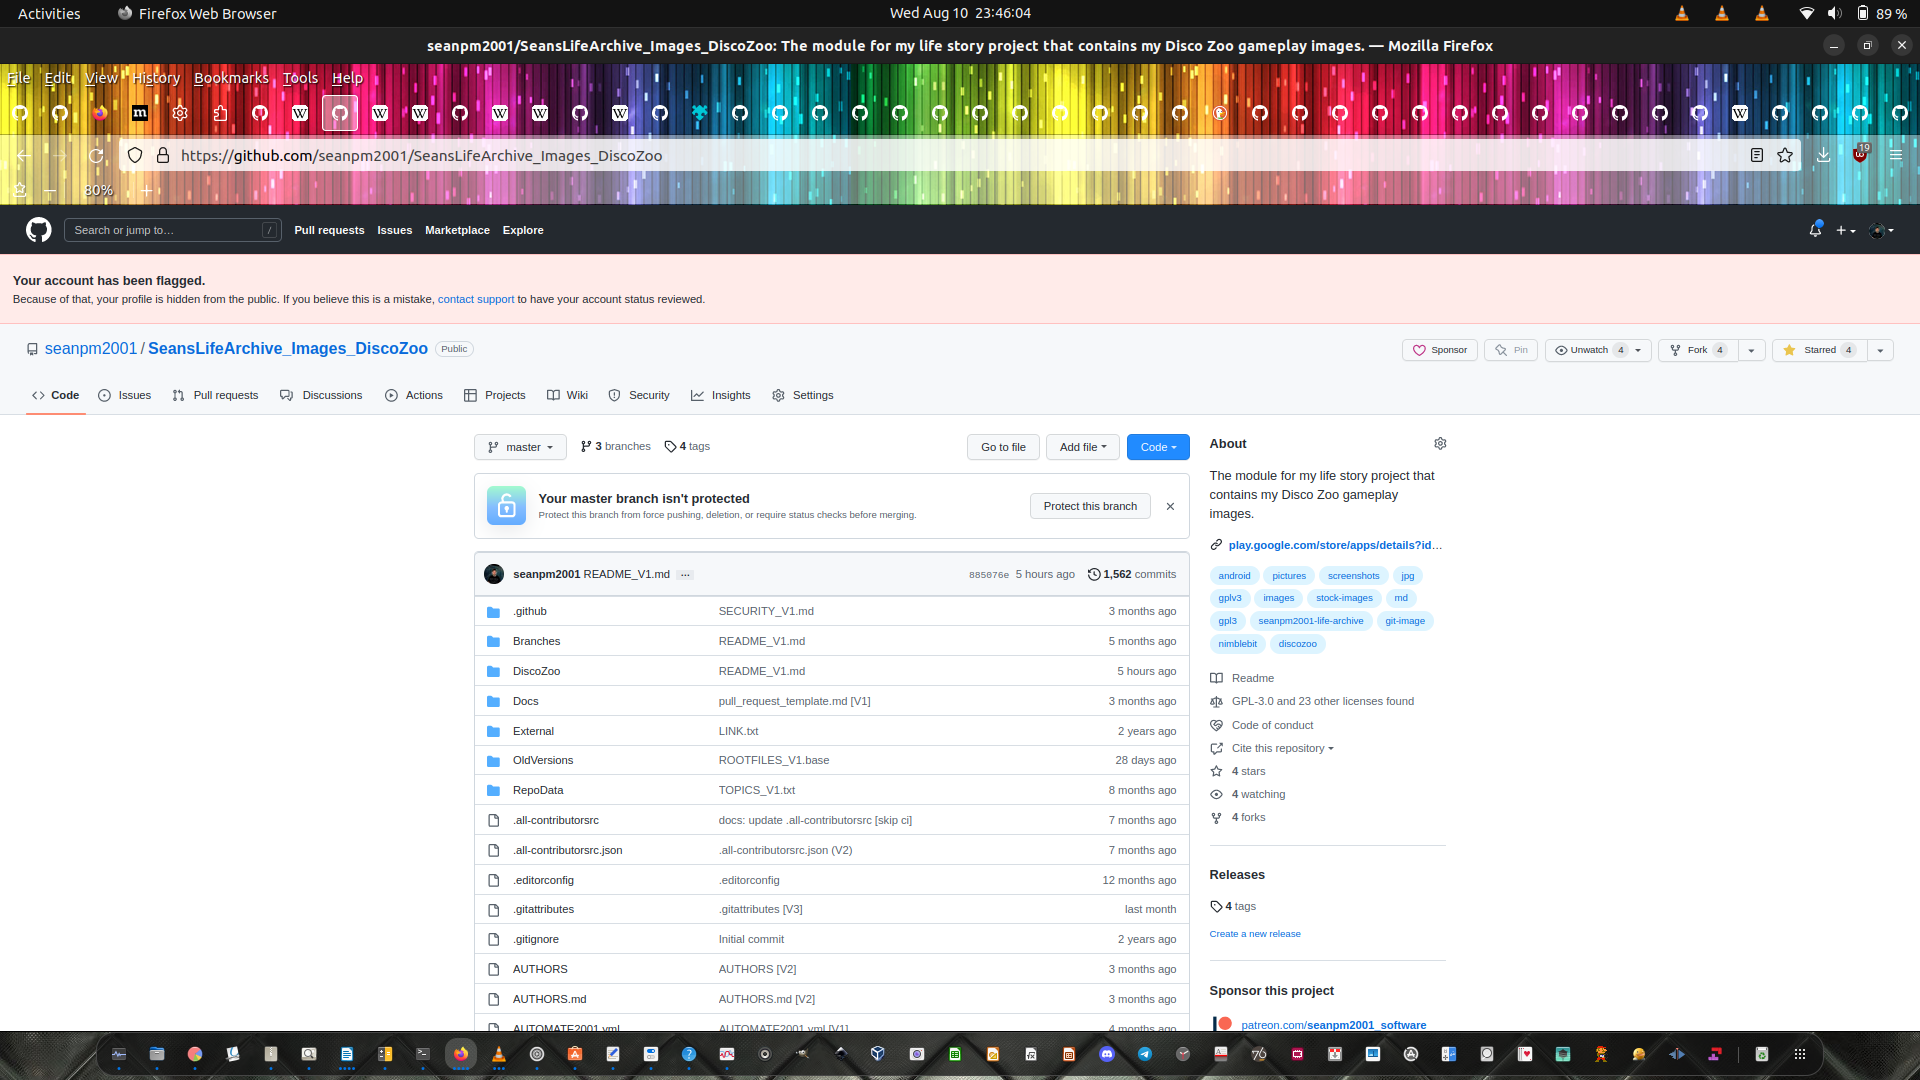 Activities Firefox Web Browser Wed Aug 10 23:46:04 89 %
seanpm2001/SeansLifeArchive_Images_DiscoZoo: The module for my life story project that contains my Disco Zoo gameplay images. — Mozilla Firefox
File Edit View History Bookmarks Tools Help
https://github.com/seanpm2001/SeansLifeArchive_Images_DiscoZoo 19
80%
Search or jump to… / Pull requests Issues Marketplace Explore
Your account has been flagged.
Because of that, your profile is hidden from the public. If you believe this is a mistake, contact support to have your account status reviewed.
seanpm2001 / SeansLifeArchive_Images_DiscoZoo Public Sponsor Pin Unwatch 4 Fork 4 Starred 4
Code Issues Pull requests Discussions Actions Projects Wiki Security Insights Settings
master 3 branches 4 tags Go to file Add file Code
Your master branch isn't protected
Protect this branch from force pushing, deletion, or require status checks before merging.
Protect this branch
seanpm2001 README_V1.md ... 885076e 5 hours ago 1,562 commits
.github SECURITY_V1.md 3 months ago
Branches README_V1.md 5 months ago
DiscoZoo README_V1.md 5 hours ago
Docs pull_request_template.md [V1] 3 months ago
External LINK.txt 2 years ago
OldVersions ROOTFILES_V1.base 28 days ago
RepoData TOPICS_V1.txt 8 months ago
.all-contributorsrc docs: update .all-contributorsrc [skip ci] 7 months ago
.all-contributorsrc.json .all-contributorsrc.json (V2) 7 months ago
.editorconfig .editorconfig 12 months ago
.gitattributes .gitattributes [V3] last month
.gitignore Initial commit 2 years ago
AUTHORS AUTHORS [V2] 3 months ago
AUTHORS.md AUTHORS.md [V2] 3 months ago
AUTOMATE2001.yml AUTOMATE2001.yml [V1] 4 months ago
About
The module for my life story project that
contains my Disco Zoo gameplay
images.
play.google.com/store/apps/details?id…
android pictures screenshots jpg
gplv3 images stock-images md
gpl3 seanpm2001-life-archive git-image
nimblebit discozoo
Readme
GPL-3.0 and 23 other licenses found
Code of conduct
Cite this repository
4 stars
4 watching
4 forks
Releases
4 tags
Create a new release
Sponsor this project
patreon.com/seanpm2001_software